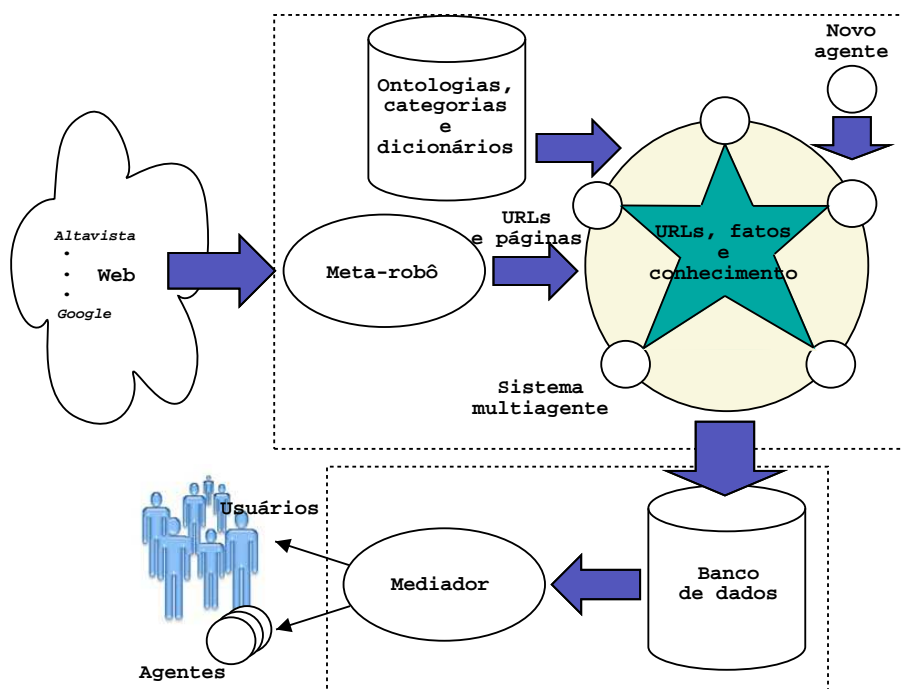 Novo
agente
Ontologias,
categorias
e
dicionários
URLs
e páginas
Altavista
Web
Google
Meta-robô
URLs, fatos
e
conhecimento
Sistema
multiagente
Usuários
Mediador
Banco
de dados
Agentes